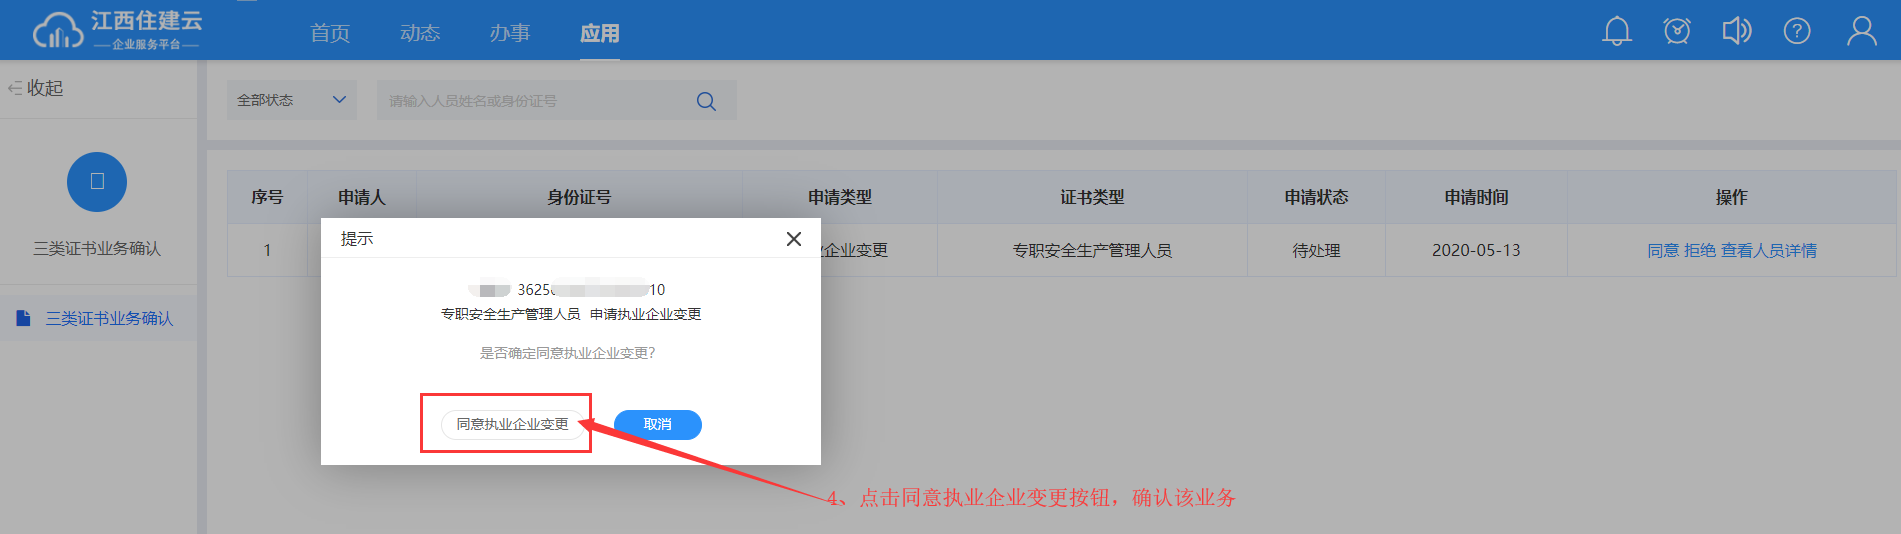 江西住建云
企业服务平台
首页 动态 办事 应用
收起
全部状态
请输入人员姓名或身份证号
三类证书业务确认
三类证书业务确认
序号 申请人 身份证号 申请类型 证书类型 申请状态 申请时间 操作
1 企业变更 专职安全生产管理人员 待处理 2020-05-13 同意 拒绝 查看人员详情
提示
3625 10
专职安全生产管理人员 申请执业企业变更
是否确定同意执业企业变更?
同意执业企业变更 取消
4、点击同意执业企业变更按钮，确认该业务